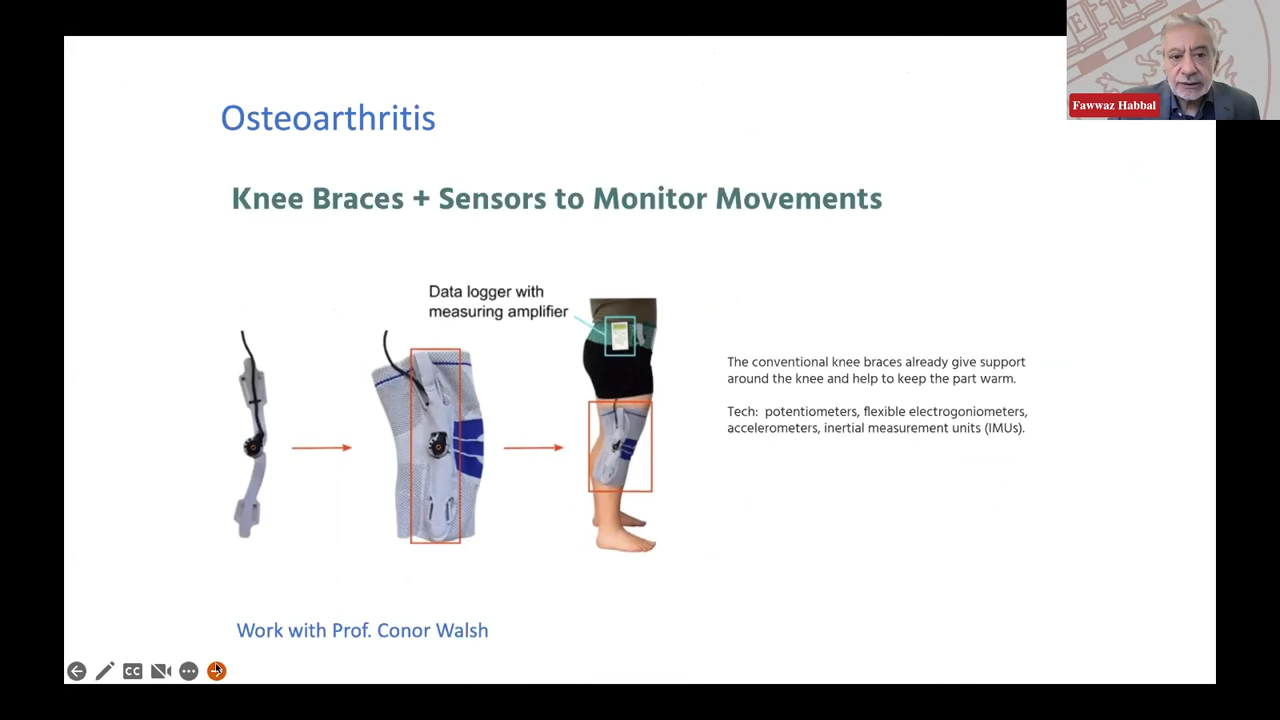 Fawwaz Habbal
Osteoarthritis
Knee Braces + Sensors to Monitor Movements
Data logger with
measuring amplifier
The conventional knee braces already give support
around the knee and help to keep the part warm.
Tech: potentiometers, flexible electrogoniometers,
accelerometers, inertial measurement units (IMUs).
Work with Prof. Conor Walsh
CC